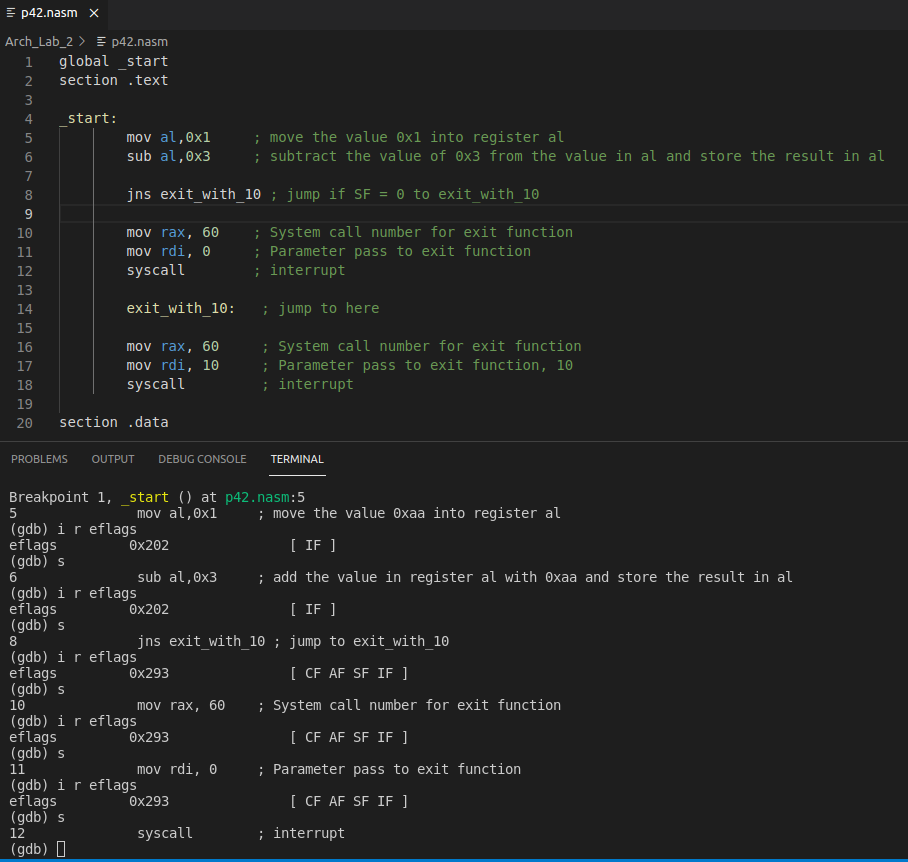 p42.nasm
Arch_Lab_2 > p42.nasm
1 global _start
2 section .text
3
4 _start:
5 mov al,0x1 ; move the value 0x1 into register al
6 sub al,0x3 ; subtract the value of 0x3 from the value in al and store the result in al
7
8 jns exit_with_10 ; jump if SF = 0 to exit_with_10
9
10 mov rax, 60 ; System call number for exit function
11 mov rdi, 0 ; Parameter pass to exit function
12 syscall ; interrupt
13
14 exit_with_10: ; jump to here
15
16 mov rax, 60 ; System call number for exit function
17 mov rdi, 10 ; Parameter pass to exit function, 10
18 syscall ; interrupt
19
20 section .data
PROBLEMS OUTPUT DEBUG CONSOLE TERMINAL
Breakpoint 1, _start () at p42.nasm:5
5 mov al,0x1 ; move the value 0xaa into register al
(gdb) i r eflags
eflags 0x202 [ IF ]
(gdb) s
6 sub al,0x3 ; add the value in register al with 0xaa and store the result in al
(gdb) i r eflags
eflags 0x202 [ IF ]
(gdb) s
8 jns exit_with_10 ; jump to exit_with_10
(gdb) i r eflags
eflags 0x293 [ CF AF SF IF ]
(gdb) s
10 mov rax, 60 ; System call number for exit function
(gdb) i r eflags
eflags 0x293 [ CF AF SF IF ]
(gdb) s
11 mov rdi, 0 ; Parameter pass to exit function
(gdb) i r eflags
eflags 0x293 [ CF AF SF IF ]
(gdb) s
12 syscall ; interrupt
(gdb)